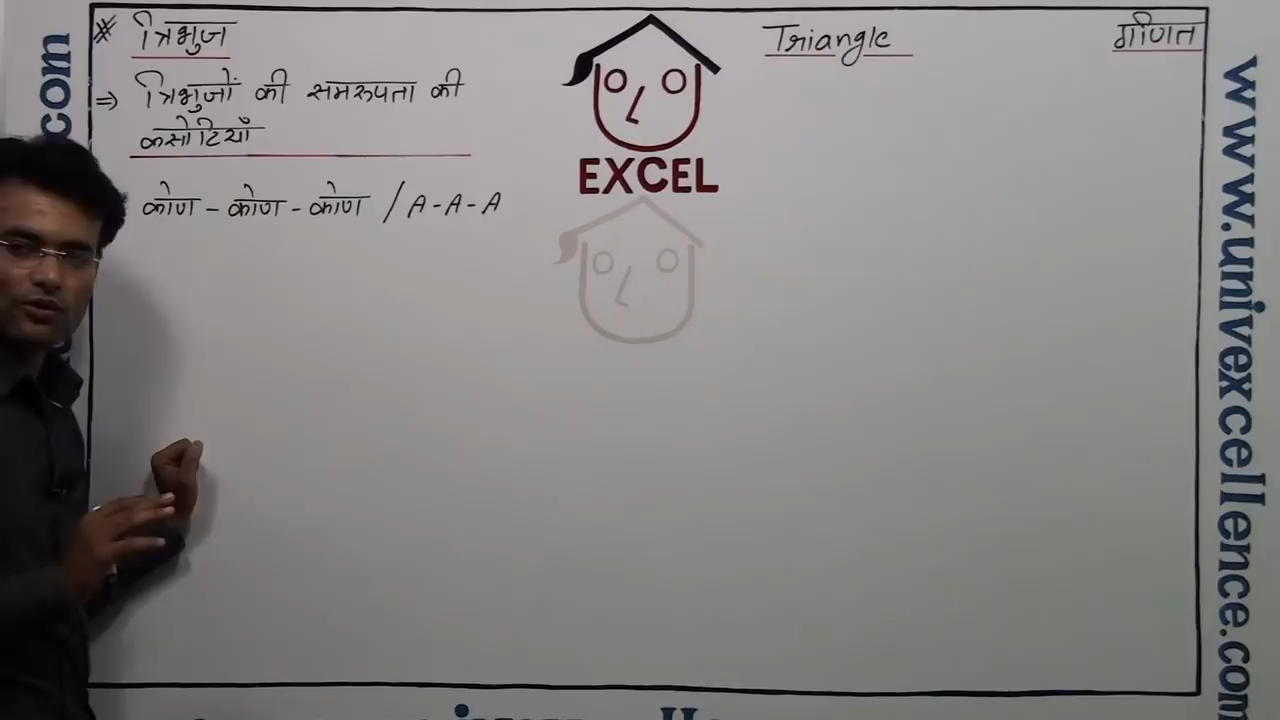 * त्रिभुज
Triangle
गणित
⇒ त्रिभुजों की समरूपता की
कसौटियाँ
कोण - कोण - कोण / A - A - A
EXCEL
www.univexcellence.com
com